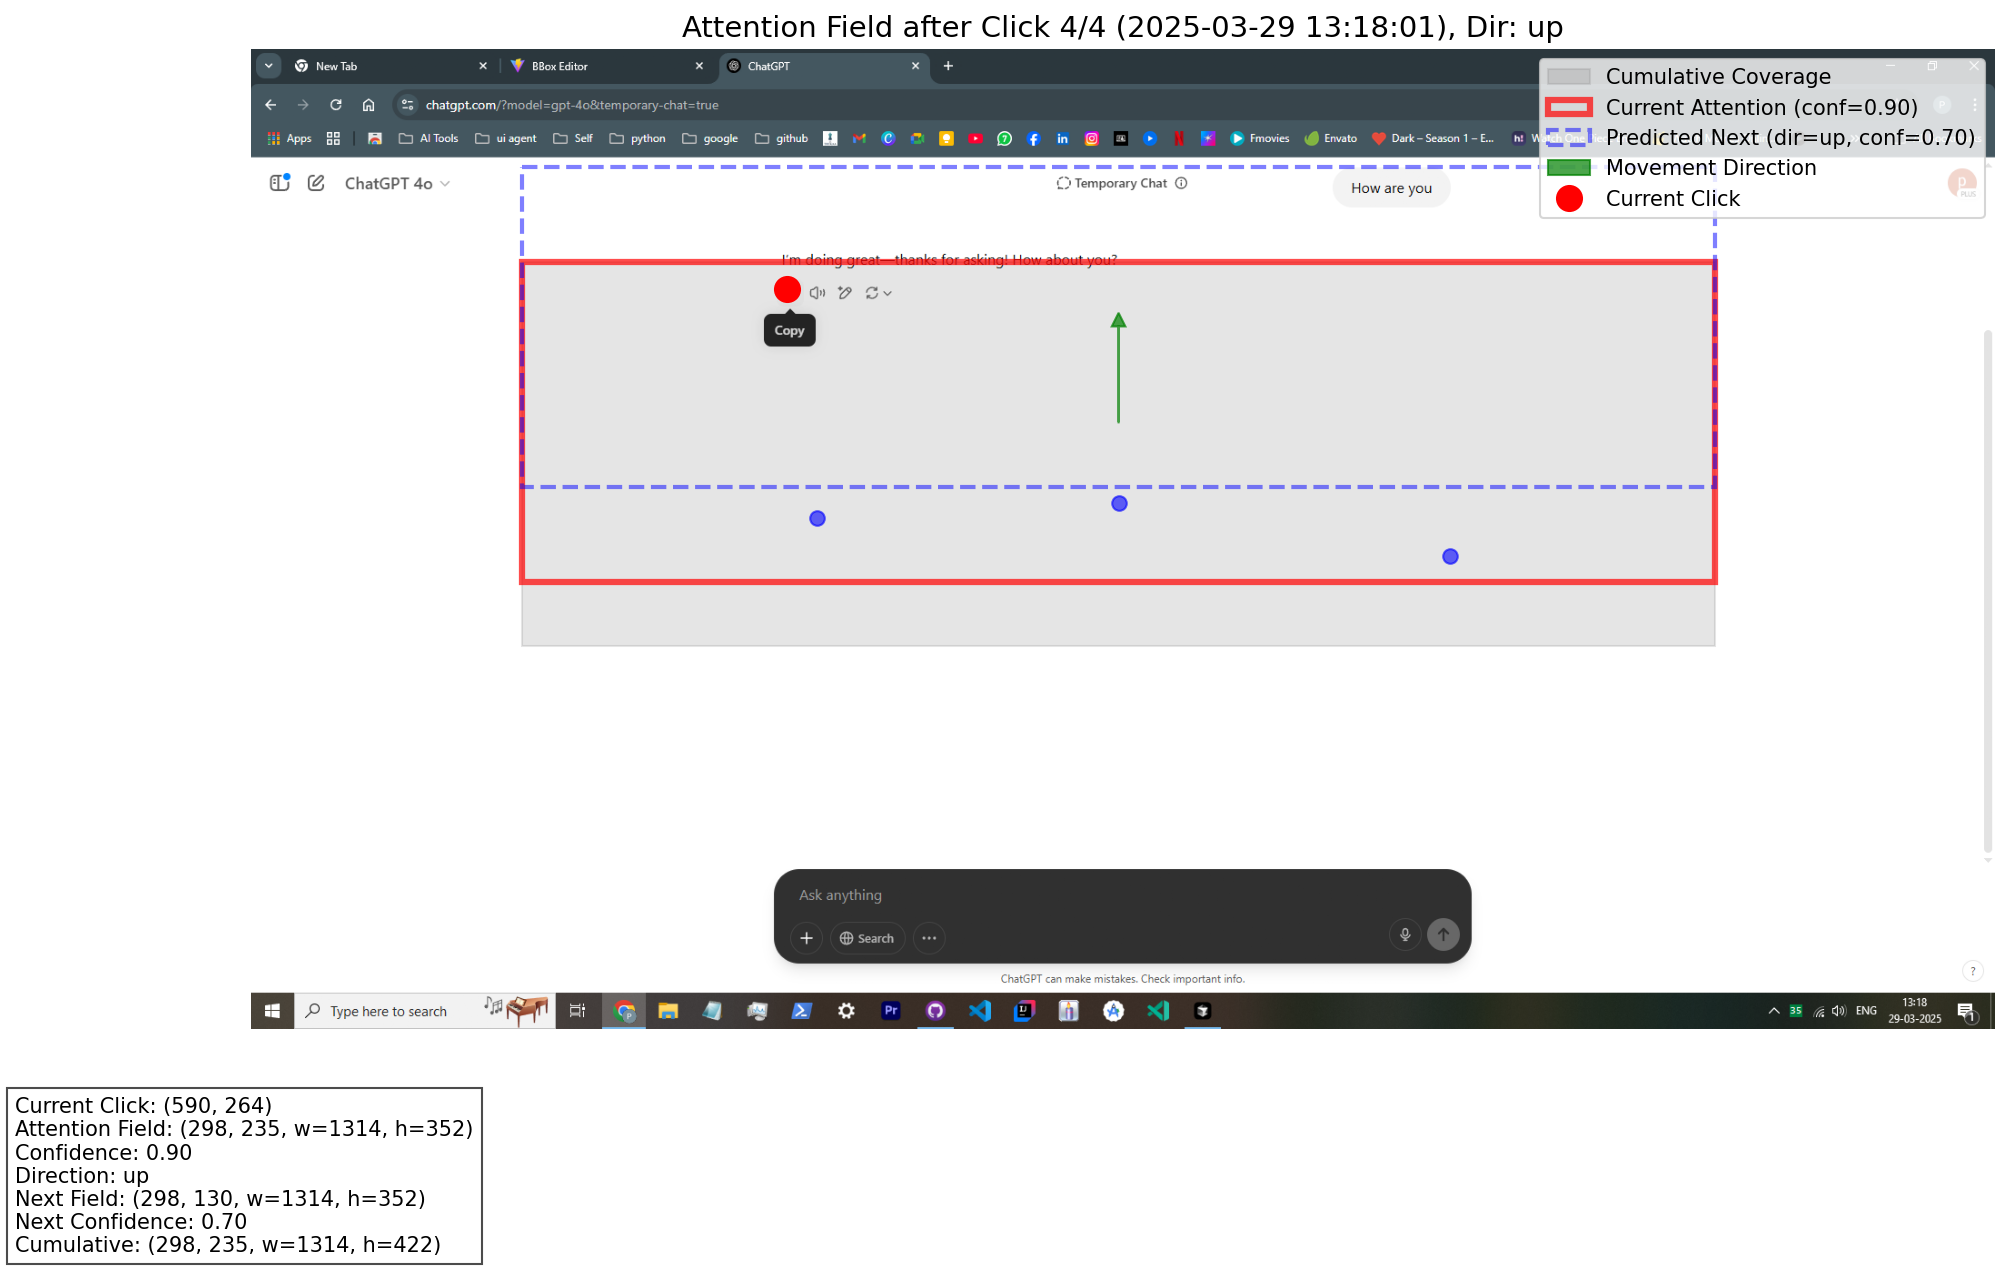 Attention Field after Click 4/4 (2025-03-29 13:18:01), Dir: up
New Tab
BBox Editor
ChatGPT
chatgpt.com/?model=gpt-4o&temporary-chat=true
Apps
AI Tools
ui agent
Self
python
google
github
Fmovies
Envato
Dark – Season 1 – E...
Cumulative Coverage
Current Attention (conf=0.90)
Predicted Next (dir=up, conf=0.70)
Movement Direction
Current Click
ChatGPT 4o
Temporary Chat
How are you
PLUS
I'm doing great—thanks for asking! How about you?
Copy
Ask anything
Search
ChatGPT can make mistakes. Check important info.
?
Type here to search
Pr
35
ENG
13:18
29-03-2025
1
Current Click: (590, 264)
Attention Field: (298, 235, w=1314, h=352)
Confidence: 0.90
Direction: up
Next Field: (298, 130, w=1314, h=352)
Next Confidence: 0.70
Cumulative: (298, 235, w=1314, h=422)